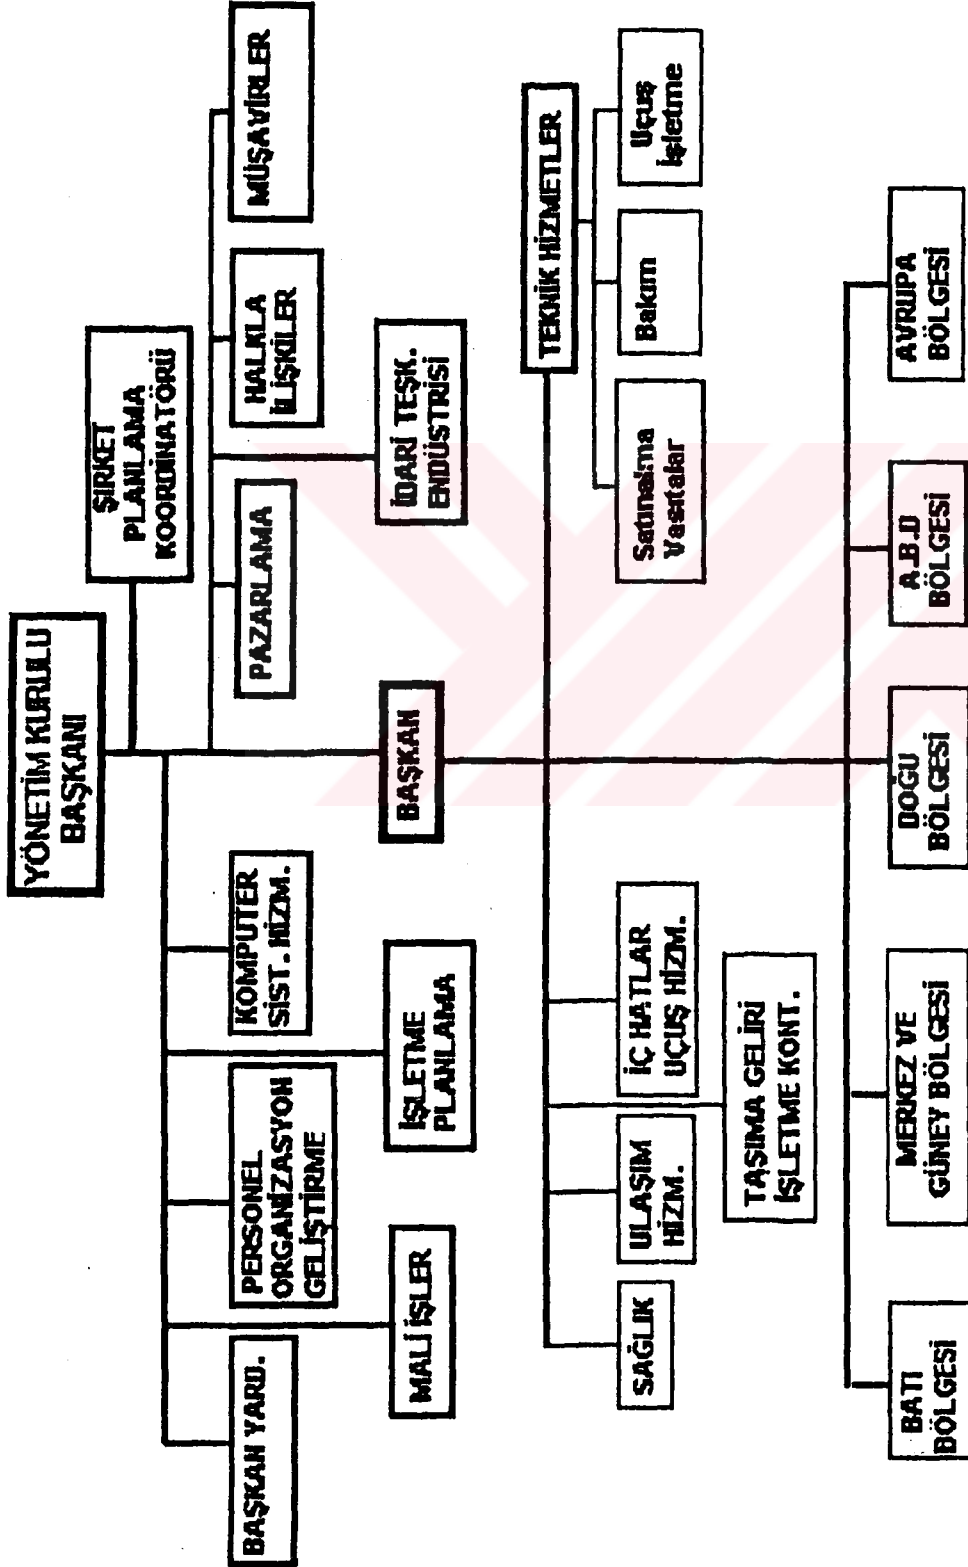 YÖNETİM KURULU
BAŞKANI
ŞIRKET
PLANLAMA
KOORDİNATÖRÜ
BAŞKAN YARD.
PERSONEL
ORGANİZASYON
GELİŞTİRME
KOMPUTER
SİST. HİZM.
PAZARLAMA
HALKLA
İLİŞKİLER
MÜŞAVİRLER
MALİ İŞLER
İŞLETME
PLANLAMA
BAŞKAN
İDARİ TEŞK.
ENDÜSTRİSİ
TEKNİK HİZMETLER
SAĞLIK
ULAŞIM
HİZM.
İÇ HATLAR
UÇUŞ HİZM.
Satınalma
Vasıtalar
Bakım
Uçuş
İşletme
TAŞIMA GELİRİ
İŞLETME KONT.
BATI
BÖLGESİ
MERKEZ VE
GÜNEY BÖLGESİ
DOĞU
BÖLGESİ
A.B.D
BÖLGESİ
AVRUPA
BÖLGESİ